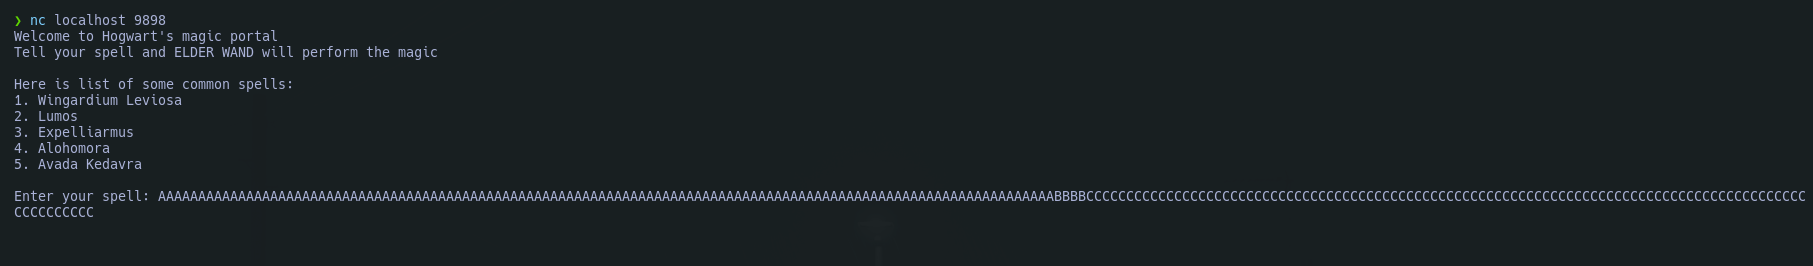 ❯ nc localhost 9898
Welcome to Hogwart's magic portal
Tell your spell and ELDER WAND will perform the magic
Here is list of some common spells:
1. Wingardium Leviosa
2. Lumos
3. Expelliarmus
4. Alohomora
5. Avada Kedavra
Enter your spell: AAAAAAAAAAAAAAAAAAAAAAAAAAAAAAAAAAAAAAAAAAAAAAAAAAAAAAAAAAAAAAAAAAAAAAAAAAAAAAAAAAAAAAAAAAAAAAAAAAAAAAAAAAAAAAAABBBBCCCCCCCCCCCCCCCCCCCCCCCCCCCCCCCCCCCCCCCCCCCCCCCCCCCCCCCCCCCCCCCCCCCCCCCCCCCCCCCCCCCCCCCCCC
CCCCCCCCCC